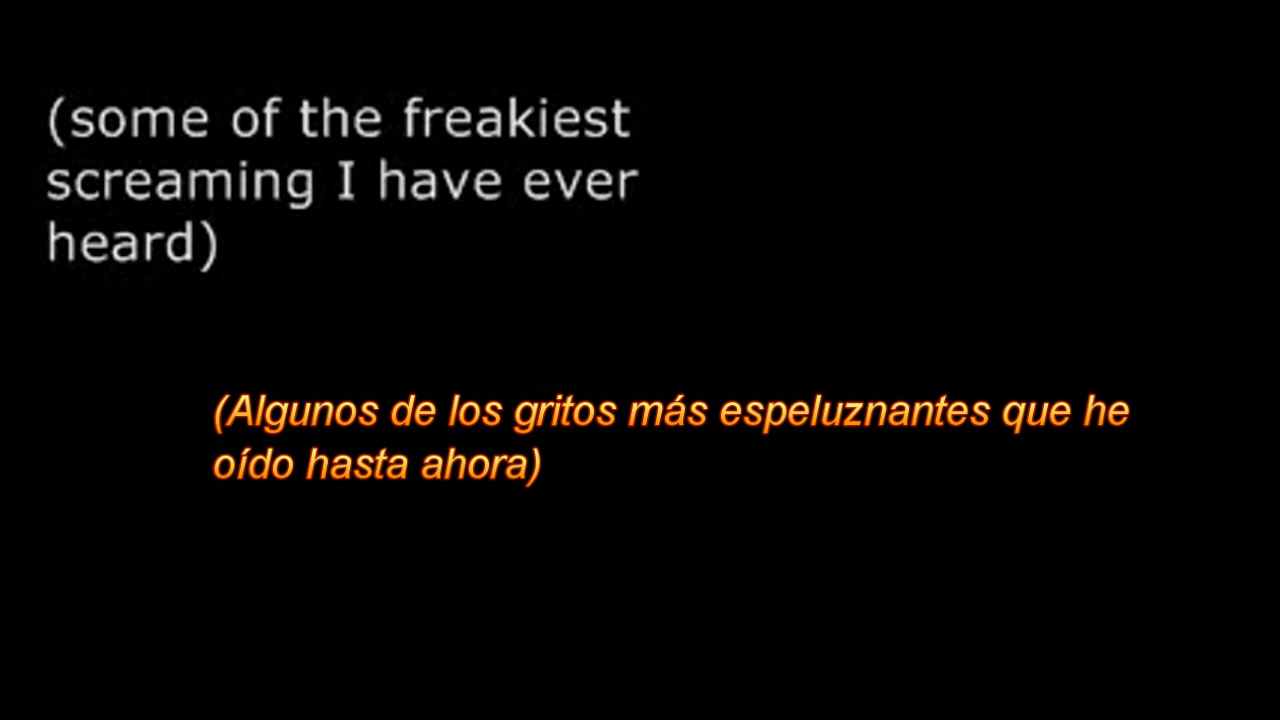 (some of the freakiest
screaming I have ever
heard)
(Algunos de los gritos más espeluznantes que he
oído hasta ahora)